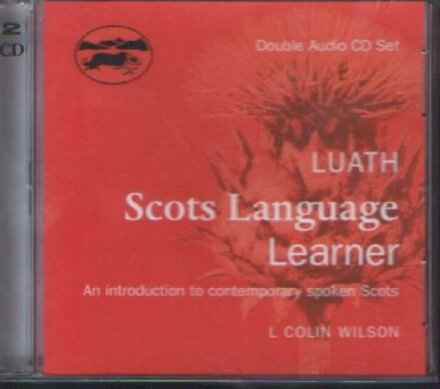 2
CD
Double Audio CD Set
LUATH
Scots Language
Learner
An introduction to contemporary spoken Scots
L COLIN WILSON